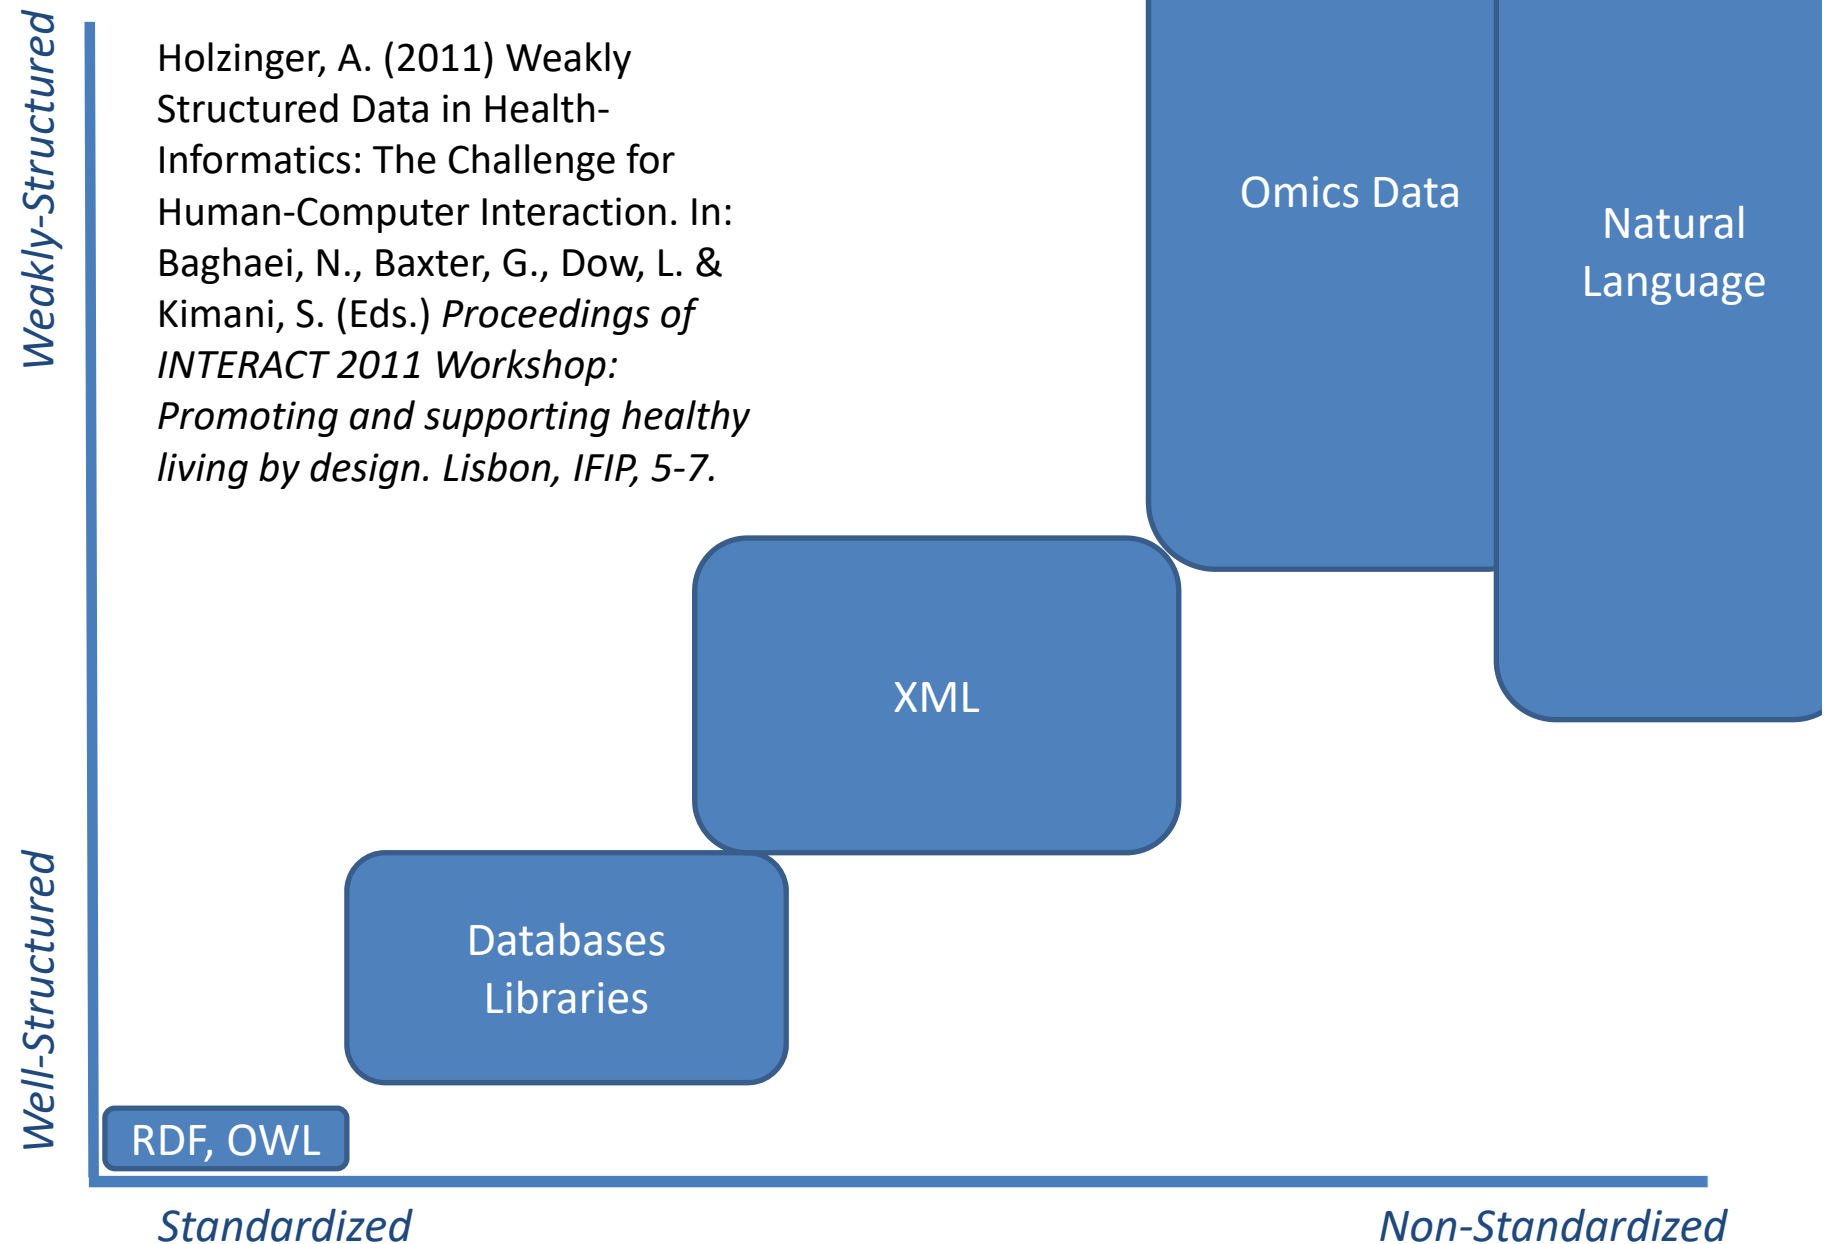 Weakly-Structured
Holzinger, A. (2011) Weakly
Structured Data in Health-
Informatics: The Challenge for
Human-Computer Interaction. In:
Baghaei, N., Baxter, G., Dow, L. &
Kimani, S. (Eds.) Proceedings of
INTERACT 2011 Workshop:
Promoting and supporting healthy
living by design. Lisbon, IFIP, 5-7.
Omics Data
Natural
Language
XML
Well-Structured
Databases
Libraries
RDF, OWL
Standardized
Non-Standardized